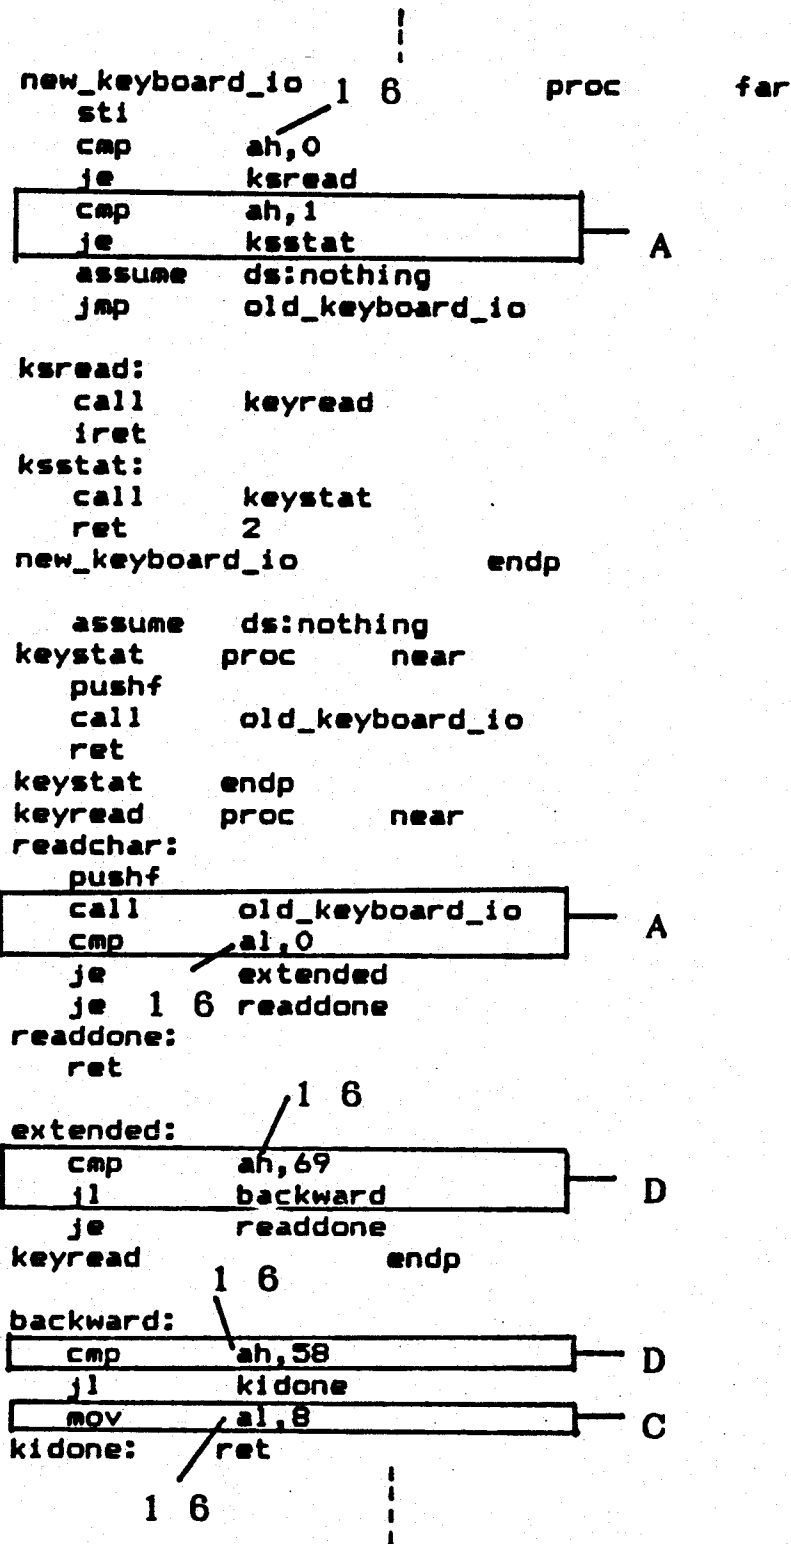 new_keyboard_io 1 6 proc far
sti
cmp ah,0
je ksread
cmp ah,1
je ksstat
A
assume ds:nothing
jmp old_keyboard_io
ksread:
call keyread
iret
ksstat:
call keystat
ret 2
new_keyboard_io endp
assume ds:nothing
keystat proc near
pushf
call old_keyboard_io
ret
keystat endp
keyread proc near
readchar:
pushf
call old_keyboard_io
A
cmp al,0
je extended
je 1 6 readdone
readdone:
ret
1 6
extended:
cmp ah,69
jl backward
D
je readdone
keyread endp
1 6
backward:
cmp ah,58 D
jl kidone
mov al,8 C
kidone: ret
1 6